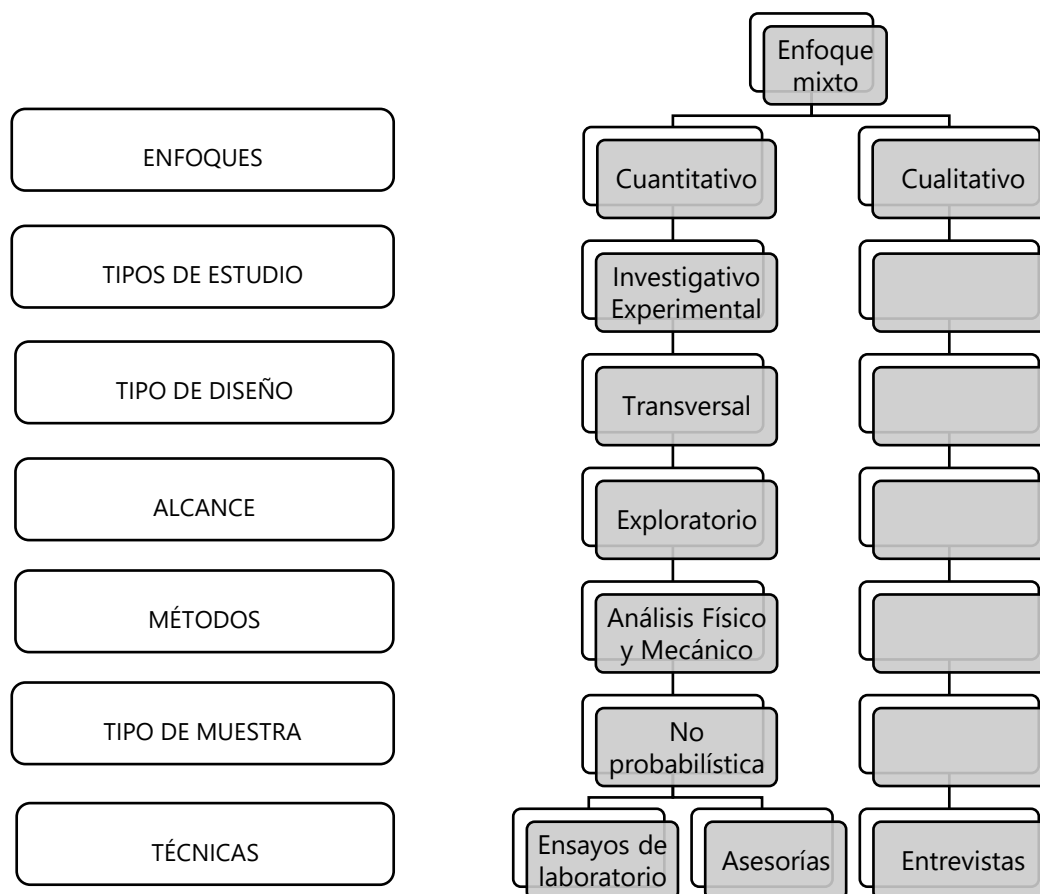 Enfoque
mixto
ENFOQUES
Cuantitativo
Cualitativo
TIPOS DE ESTUDIO
Investigativo
Experimental
TIPO DE DISEÑO
Transversal
ALCANCE
Exploratorio
MÉTODOS
Análisis Físico
y Mecánico
TIPO DE MUESTRA
No
probabilística
TÉCNICAS
Ensayos de
laboratorio
Asesorías
Entrevistas